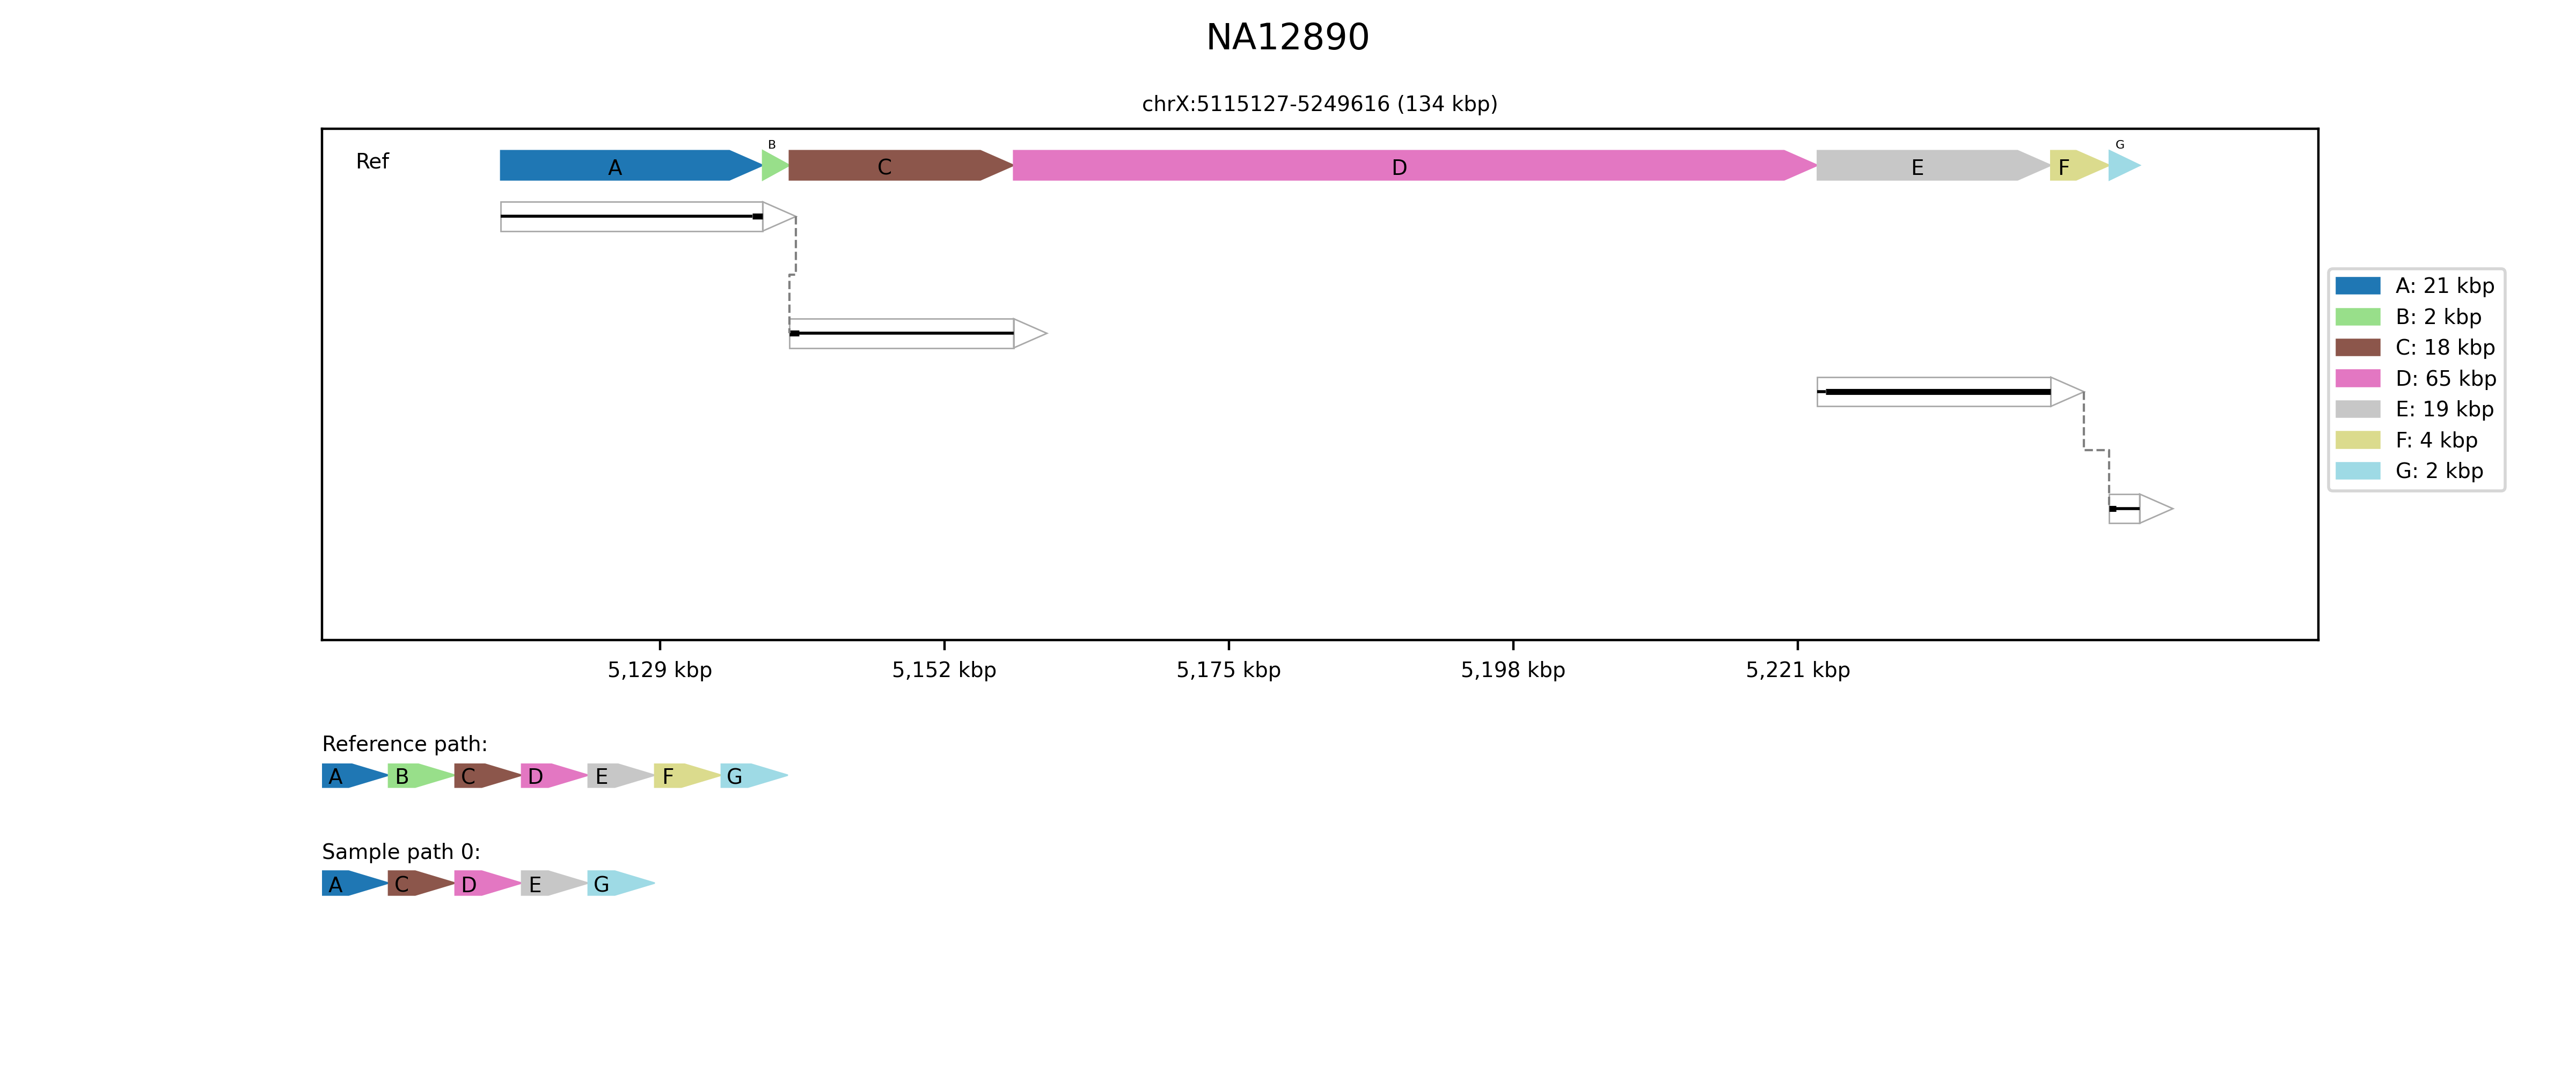 NA12890
chrX:5115127-5249616 (134 kbp)
Ref
A B C D E F G
A: 21 kbp
B: 2 kbp
C: 18 kbp
D: 65 kbp
E: 19 kbp
F: 4 kbp
G: 2 kbp
5,129 kbp 5,152 kbp 5,175 kbp 5,198 kbp 5,221 kbp
Reference path:
A B C D E F G
Sample path 0:
A C D E G